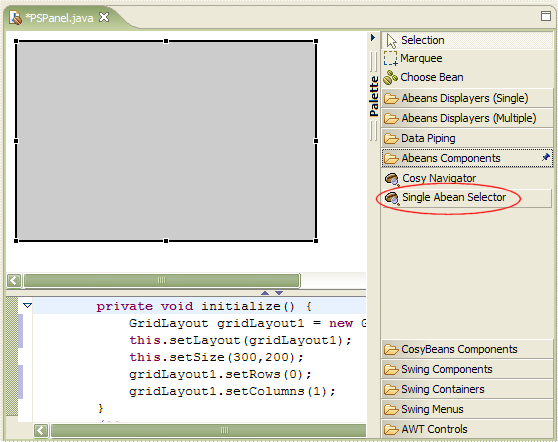 *PSPanel.java
Palette
Selection
Marquee
Choose Bean
Abeans Displayers (Single)
Abeans Displayers (Multiple)
Data Piping
Abeans Components
Cosy Navigator
Single Abean Selector
CosyBeans Components
Swing Components
Swing Containers
Swing Menus
AWT Controls
private void initialize() {
GridLayout gridLayout1 = new G
this.setLayout(gridLayout1);
this.setSize(300,200);
gridLayout1.setRows(0);
gridLayout1.setColumns(1);
}